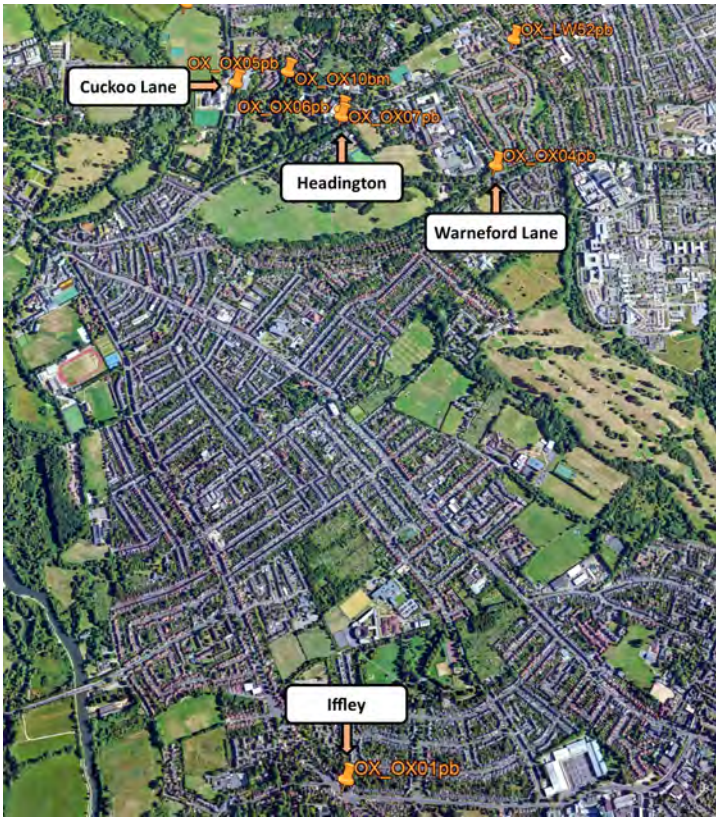 OX_LW52pb
OX_OX05pb
Cuckoo Lane
OX_OX10bm
OX_OX06pb
OX_OX07pb
Headington
OX_OX04pb
Warneford Lane
Iffley
OX_OX01pb